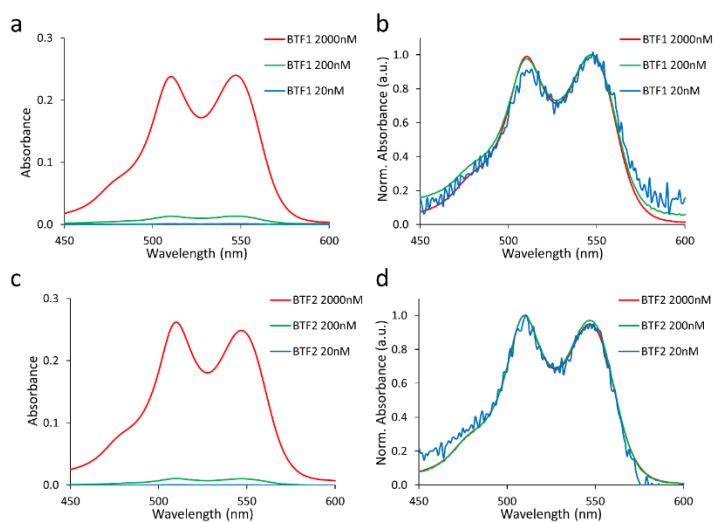 a
0.3
0.2
0.1
0.0
Absorbance
450
500
550
600
Wavelength (nm)
BTF1 2000nM
BTF1 200nM
BTF1 20nM
b
1.0
0.8
0.6
0.4
0.2
0.0
Norm. Absorbance (a.u.)
450
500
550
600
Wavelength (nm)
BTF1 2000nM
BTF1 200nM
BTF1 20nM
c
0.3
0.2
0.1
0.0
Absorbance
450
500
550
600
Wavelength (nm)
BTF2 2000nM
BTF2 200nM
BTF2 20nM
d
1.0
0.8
0.6
0.4
0.2
0.0
Norm. Absorbance (a.u.)
450
500
550
600
Wavelength (nm)
BTF2 2000nM
BTF2 200nM
BTF2 20nM